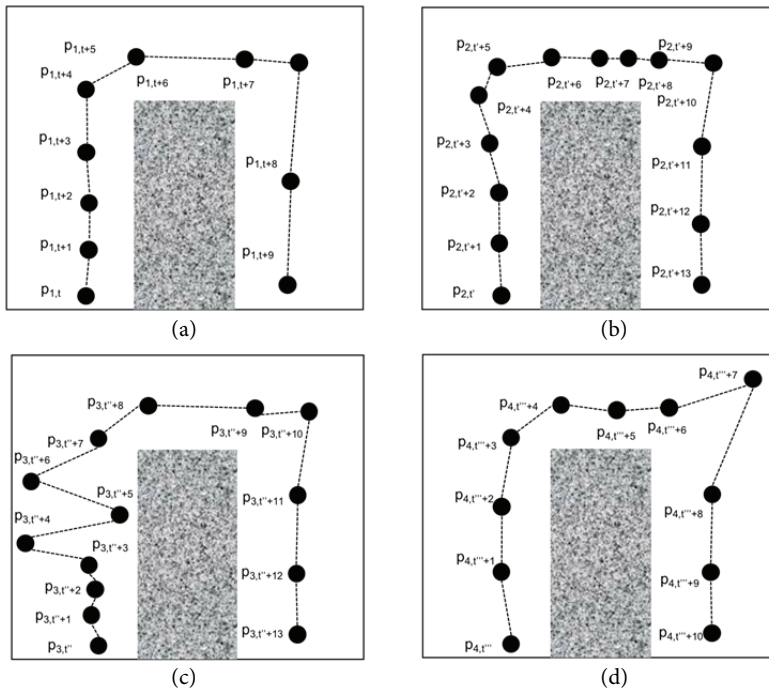 p1,t+5
p1,t+4
p1,t+6
p1,t+7
p1,t+3
p1,t+8
p1,t+2
p1,t+1
p1,t+9
p1,t
(a)
p2,t'+5
p2,t'+9
p2,t'+6
p2,t'+7
p2,t'+8
p2,t'+10
p2,t'+4
p2,t'+3
p2,t'+11
p2,t'+2
p2,t'+12
p2,t'+1
p2,t'+13
p2,t'
(b)
p3,t''+8
p3,t''+7
p3,t''+9
p3,t''+10
p3,t''+6
p3,t''+5
p3,t''+11
p3,t''+4
p3,t''+3
p3,t''+2
p3,t''+12
p3,t''+1
p3,t''+13
p3,t''
(c)
p4,t'''+7
p4,t'''+4
p4,t'''+6
p4,t'''+5
p4,t'''+3
p4,t'''+2
p4,t'''+8
p4,t'''+1
p4,t'''+9
p4,t'''+10
p4,t'''
(d)